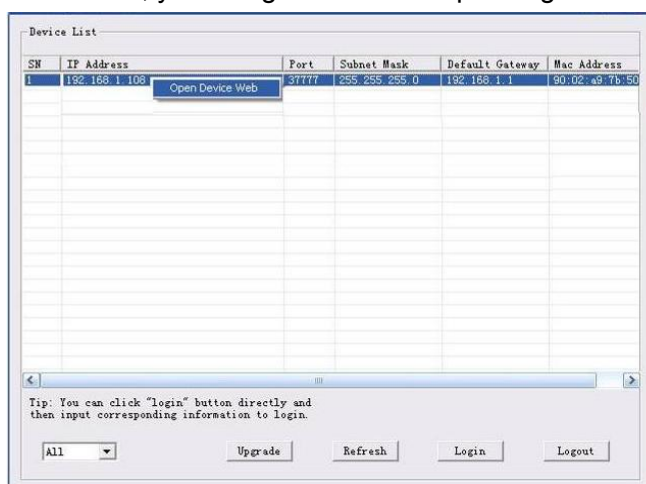 Device List
SN IP Address Port Subnet Mask Default Gateway Mac Address
1 192.168.1.108 37777 255.255.255.0 192.168.1.1 90:02:a9:7b:50
Open Device Web
Tip: You can click "login" button directly and
then input corresponding information to login.
All Upgrade Refresh Login Logout